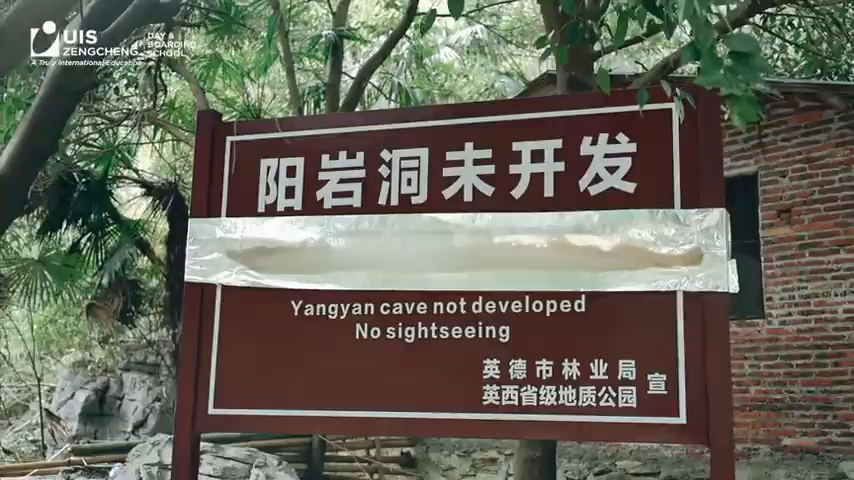 UIS
ZENGCHENG
DAY &
BOARDING
SCHOOL
A Truly International Education
阳岩洞未开发
Yangyan cave not developed
No sightseeing
英德市林业局
英西省级地质公园
宣